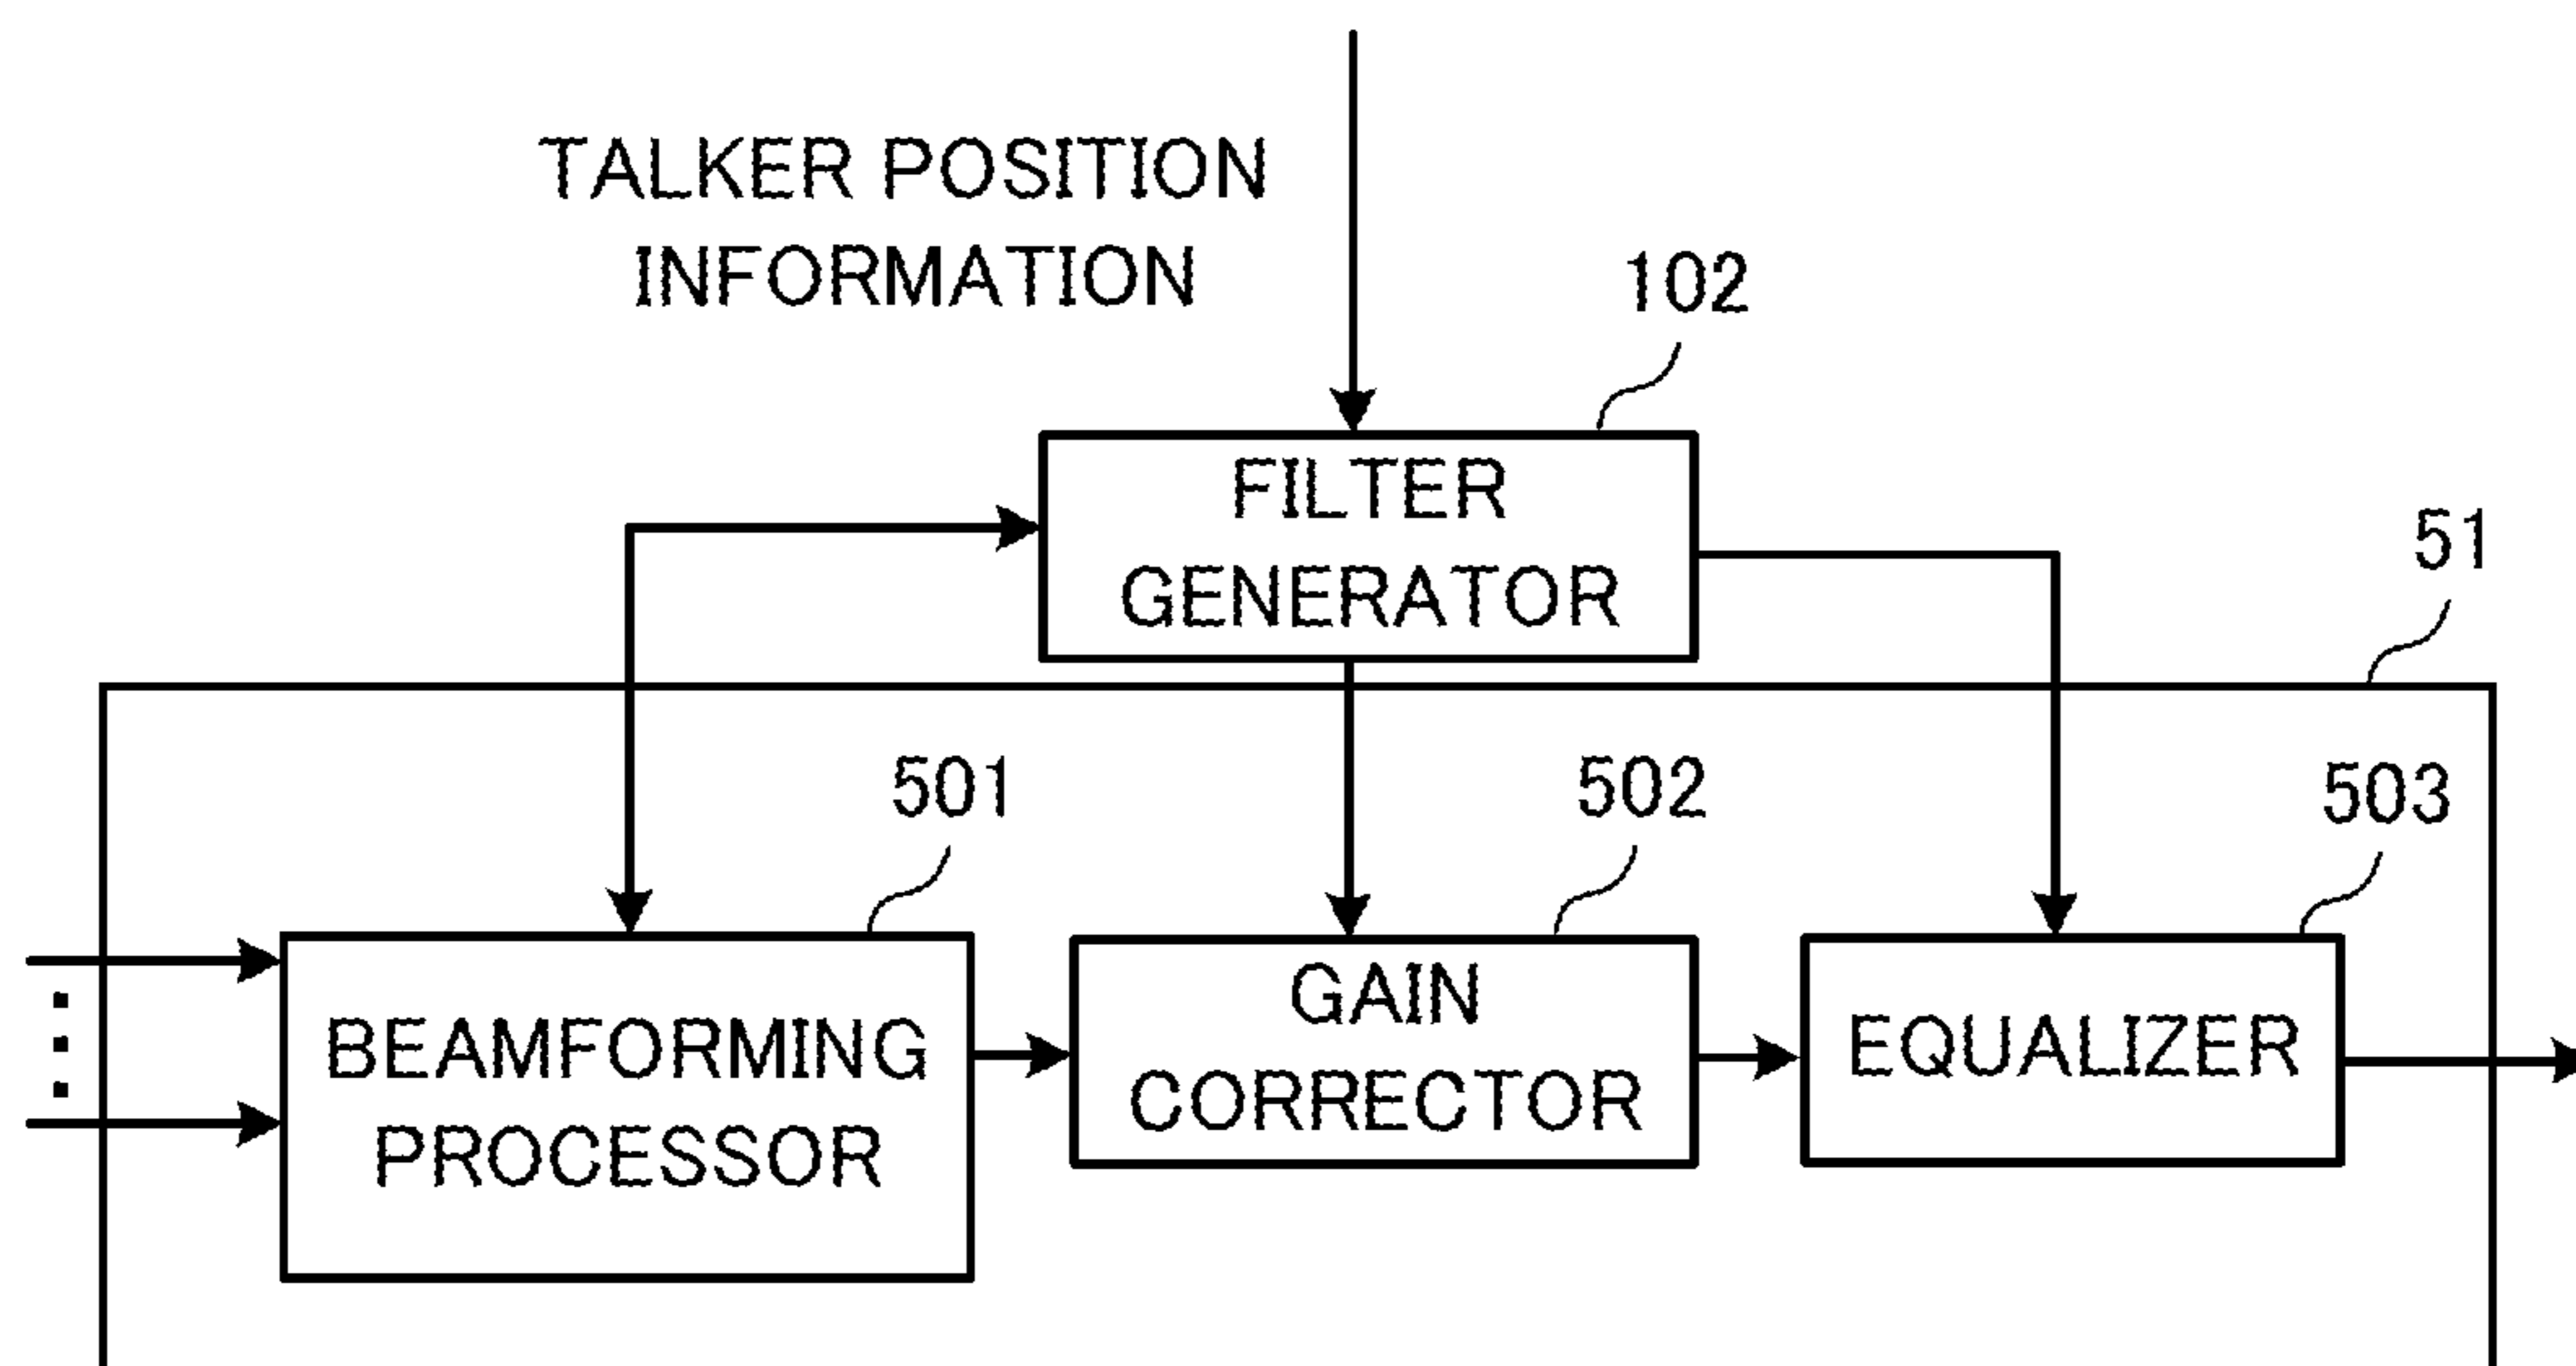 TALKER POSITION
INFORMATION
102
FILTER
GENERATOR
51
501
502
503
BEAMFORMING
PROCESSOR
GAIN
CORRECTOR
EQUALIZER